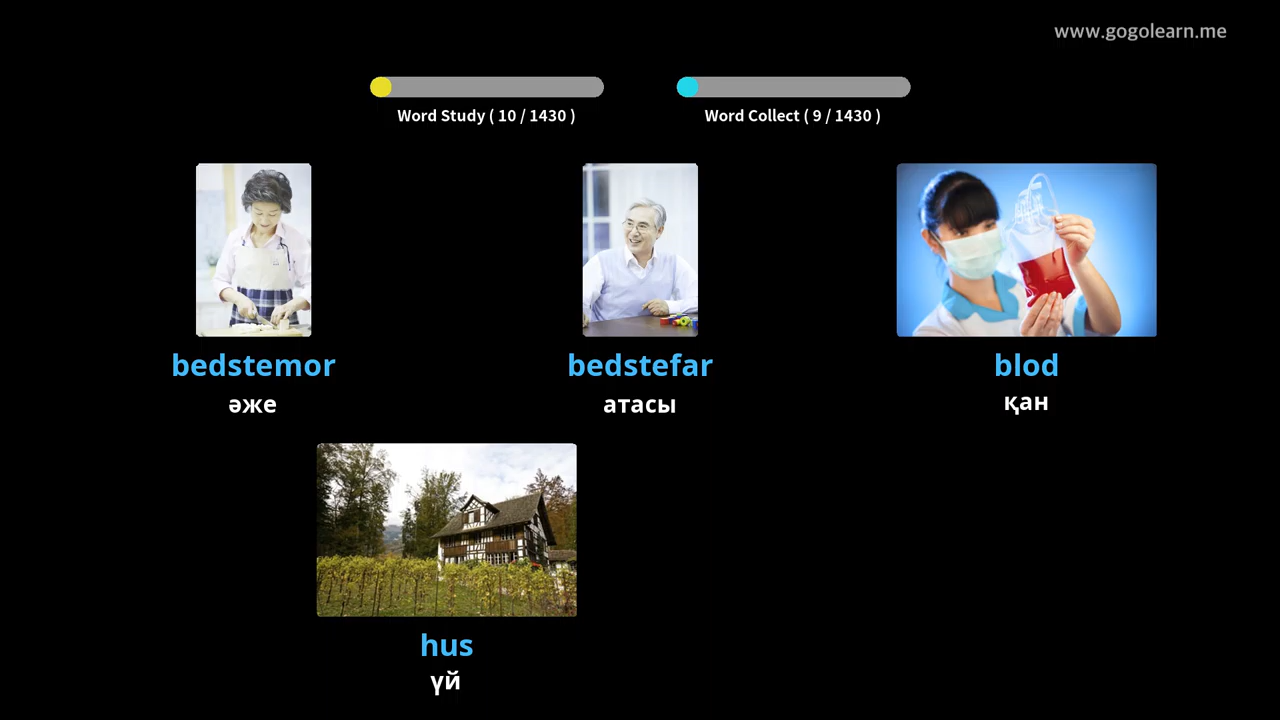 www.gogolearn.me
Word Study ( 10 / 1430 )
Word Collect ( 9 / 1430 )
bedstemor
әже
bedstefar
атасы
blod
қан
hus
үй